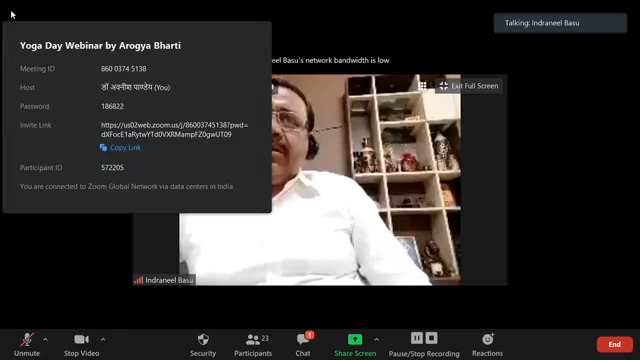 Talking: Indraneel Basu
Yoga Day Webinar by Arogya Bharti
eel Basu's network bandwidth is low
Meeting ID 860 0374 5138
Exit Full Screen
Host डॉ अवनीश पाण्डेय (You)
Password 186822
Invite Link https://us02web.zoom.us/j/86003745138?pwd=
dXFocE1aRytwYTd0VXRMampFZ0gwUT09
Copy Link
Participant ID 572205
You are connected to Zoom Global Network via data centers in India
Indraneel Basu
23
1
Unmute Stop Video Security Participants Chat Share Screen Pause/Stop Recording Reactions End